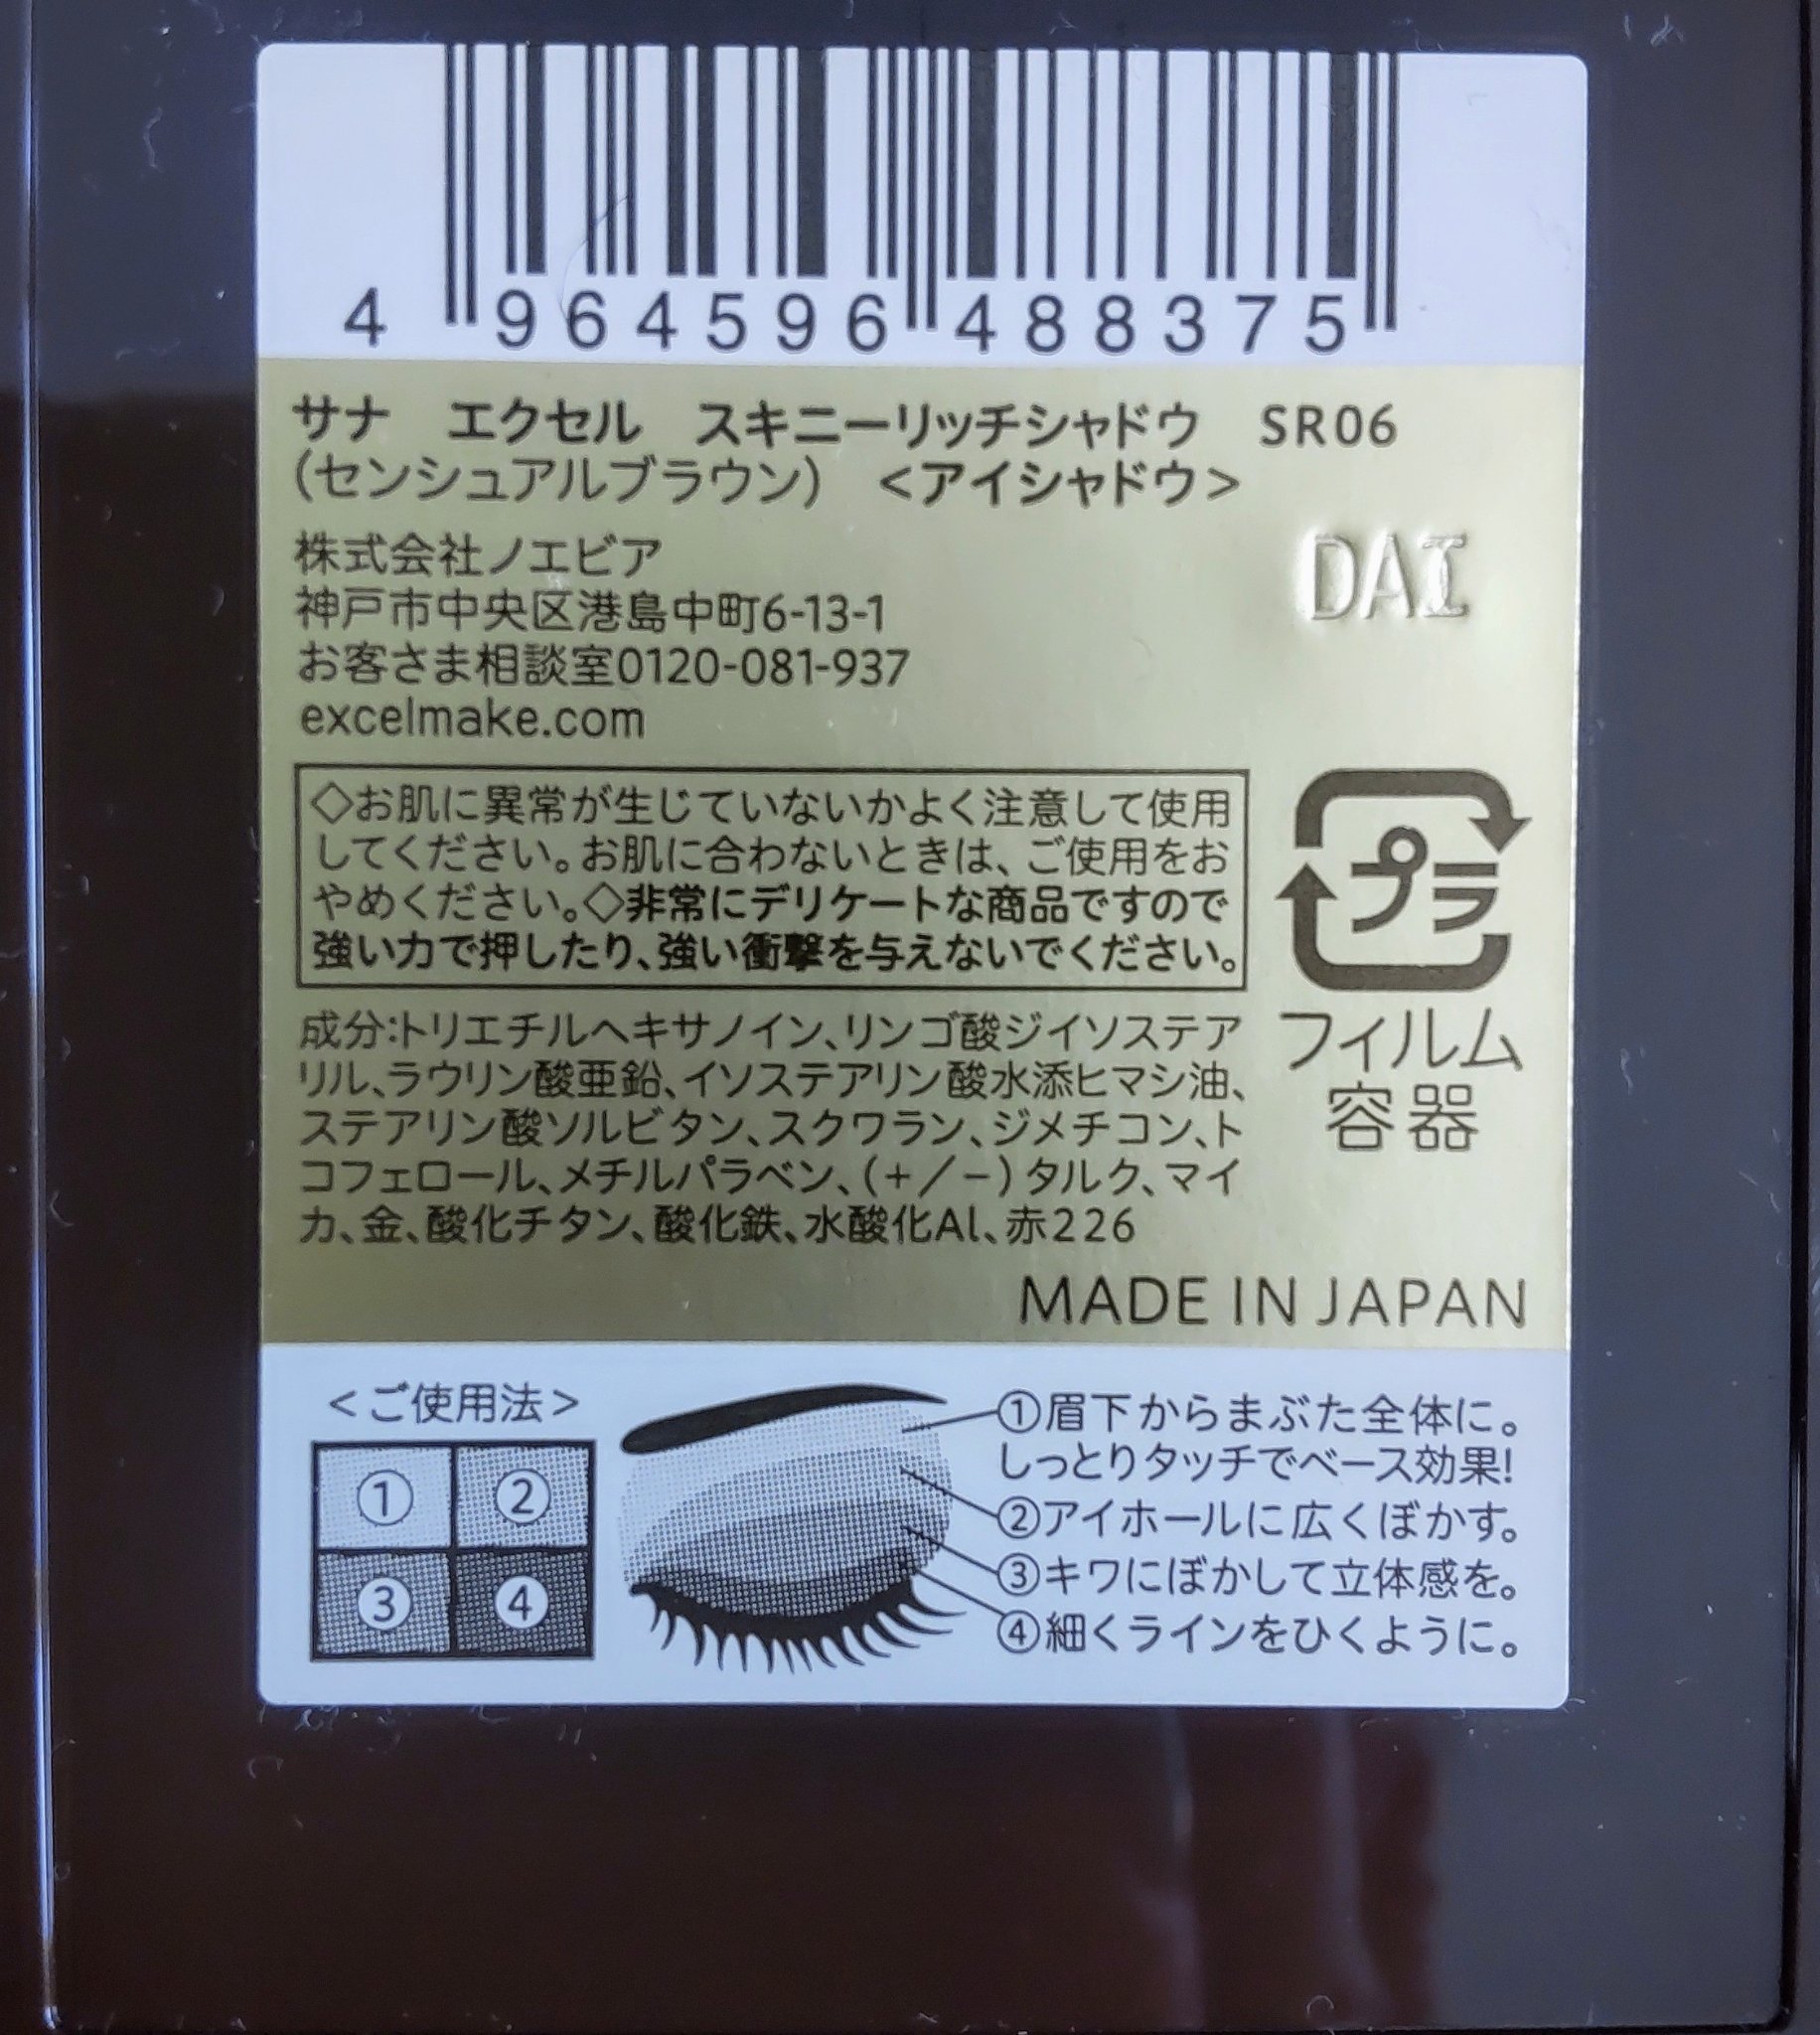 4 964596 488375
サナ エクセル スキニーリッチシャドウ SR06
(センシュアルブラウン) <アイシャドウ>
株式会社ノエビア
神戸市中央区港島中町6-13-1
お客さま相談室0120-081-937
excelmake.com
DAI
◇お肌に異常が生じていないかよく注意して使用
してください。お肌に合わないときは、ご使用をお
やめください。◇非常にデリケートな商品ですので
強い力で押したり、強い衝撃を与えないでください。
プラ
フィルム
容器
成分:トリエチルヘキサノイン、リンゴ酸ジイソステア
リル、ラウリン酸亜鉛、イソステアリン酸水添ヒマシ油、
ステアリン酸ソルビタン、スクワラン、ジメチコン、ト
コフェロール、メチルパラベン、(+/-)タルク、マイ
カ、金、酸化チタン、酸化鉄、水酸化Al、赤226
MADE IN JAPAN
<ご使用法>
① ②
③ ④
①眉下からまぶた全体に。
しっとりタッチでベース効果!
②アイホールに広くぼかす。
③キワにぼかして立体感を。
④細くラインをひくように。